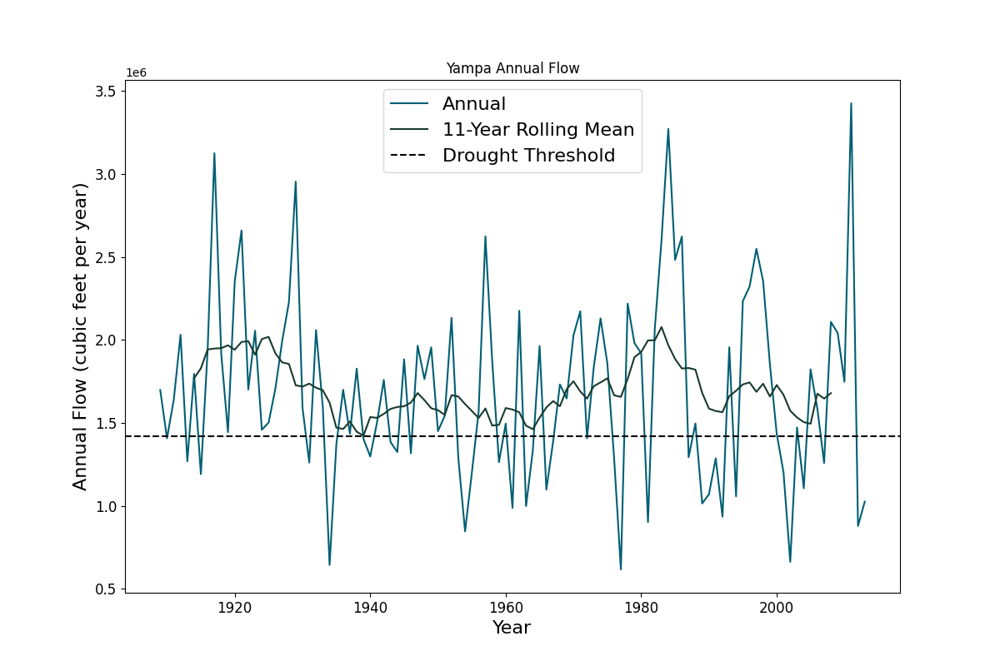 Yampa Annual Flow
1e6
3.5
3.0
2.5
2.0
1.5
1.0
0.5
Annual Flow (cubic feet per year)
Annual
11-Year Rolling Mean
Drought Threshold
1920 1940 1960 1980 2000
Year